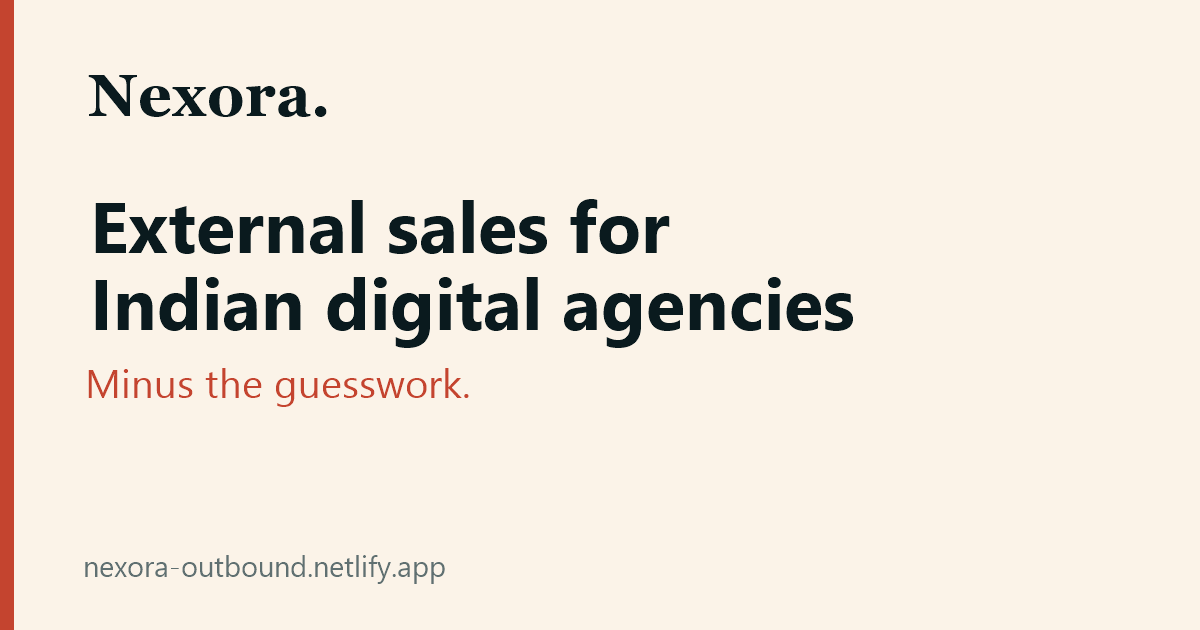 Nexora.
External sales for
Indian digital agencies
Minus the guesswork.
nexora-outbound.netlify.app